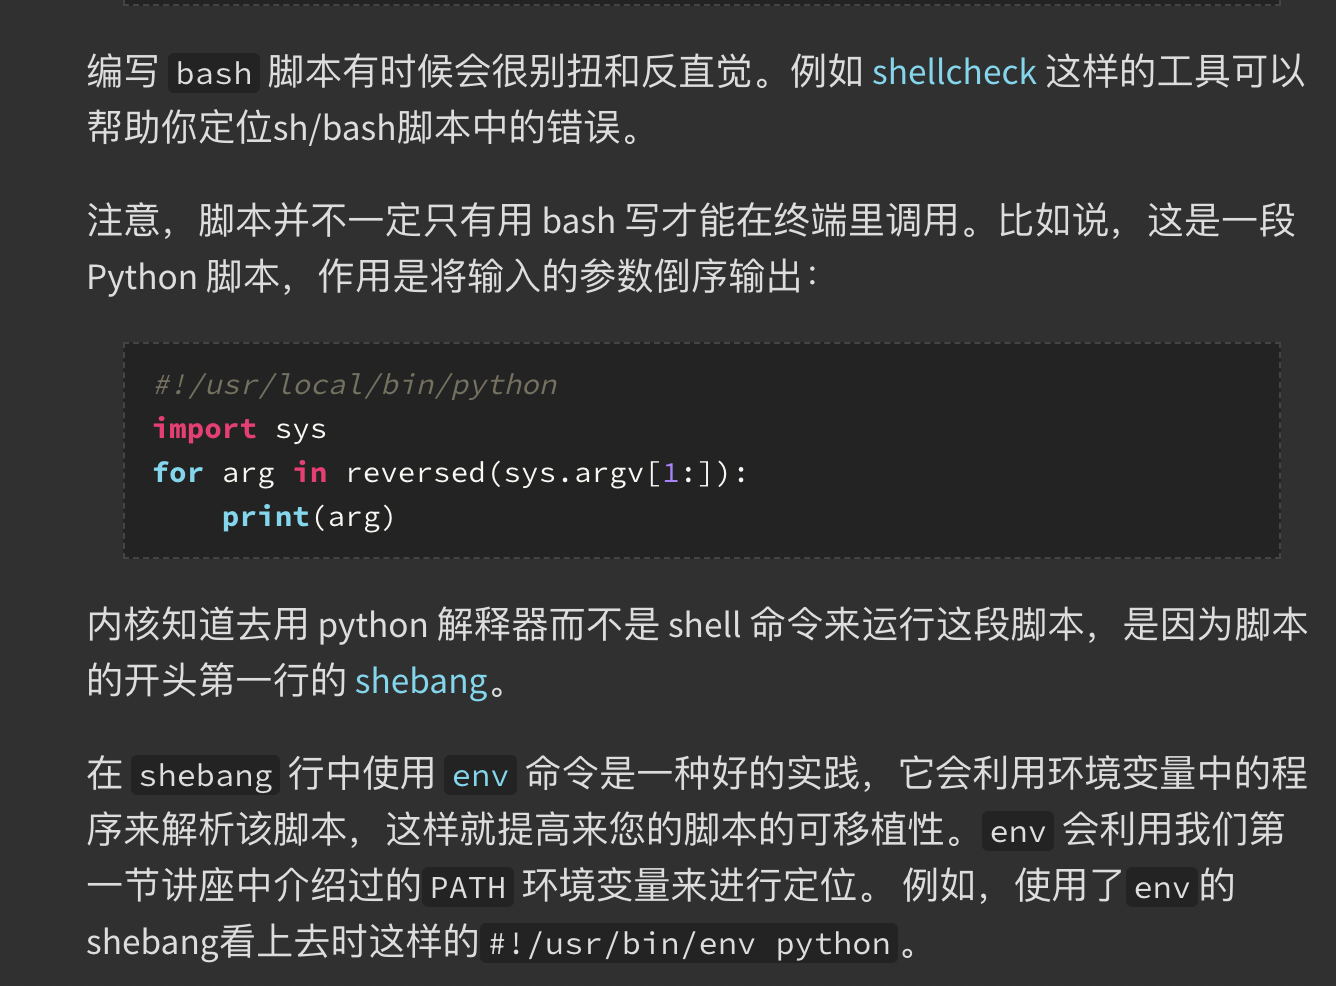 编写 bash 脚本有时候会很别扭和反直觉。例如 shellcheck 这样的工具可以
帮助你定位sh/bash脚本中的错误。
注意，脚本并不一定只有用 bash 写才能在终端里调用。比如说，这是一段
Python 脚本，作用是将输入的参数倒序输出：
#!/usr/local/bin/python
import sys
for arg in reversed(sys.argv[1:]):
    print(arg)
内核知道去用 python 解释器而不是 shell 命令来运行这段脚本，是因为脚本
的开头第一行的 shebang。
在 shebang 行中使用 env 命令是一种好的实践，它会利用环境变量中的程
序来解析该脚本，这样就提高来您的脚本的可移植性。env 会利用我们第
一节讲座中介绍过的PATH 环境变量来进行定位。 例如，使用了env的
shebang看上去时这样的#!/usr/bin/env python。